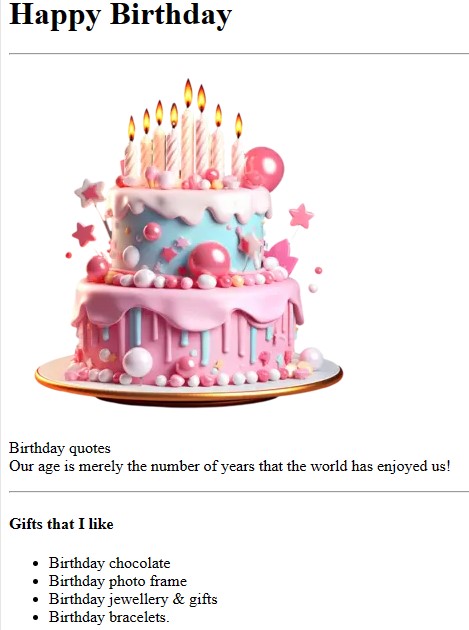 Happy Birthday
Birthday quotes
Our age is merely the number of years that the world has enjoyed us!
Gifts that I like
Birthday chocolate
Birthday photo frame
Birthday jewellery & gifts
Birthday bracelets.